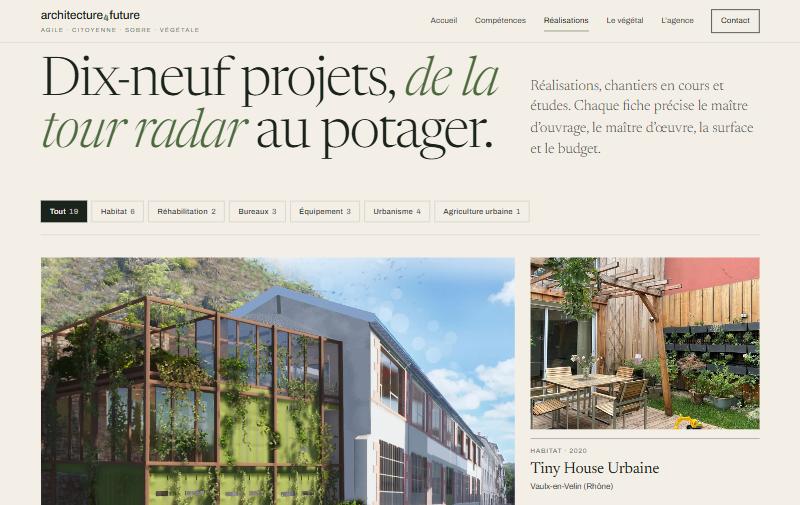 architecture4future
AGILE · CITOYENNE · SOBRE · VÉGÉTALE
Accueil Compétences Réalisations Le végétal L'agence Contact
Dix-neuf projets, de la
tour radar au potager.
Réalisations, chantiers en cours et
études. Chaque fiche précise le maître
d'ouvrage, le maître d'œuvre, la surface
et le budget.
Tout 19 Habitat 6 Réhabilitation 2 Bureaux 3 Équipement 3 Urbanisme 4 Agriculture urbaine 1
HABITAT · 2020
Tiny House Urbaine
Vaulx-en-Velin (Rhône)